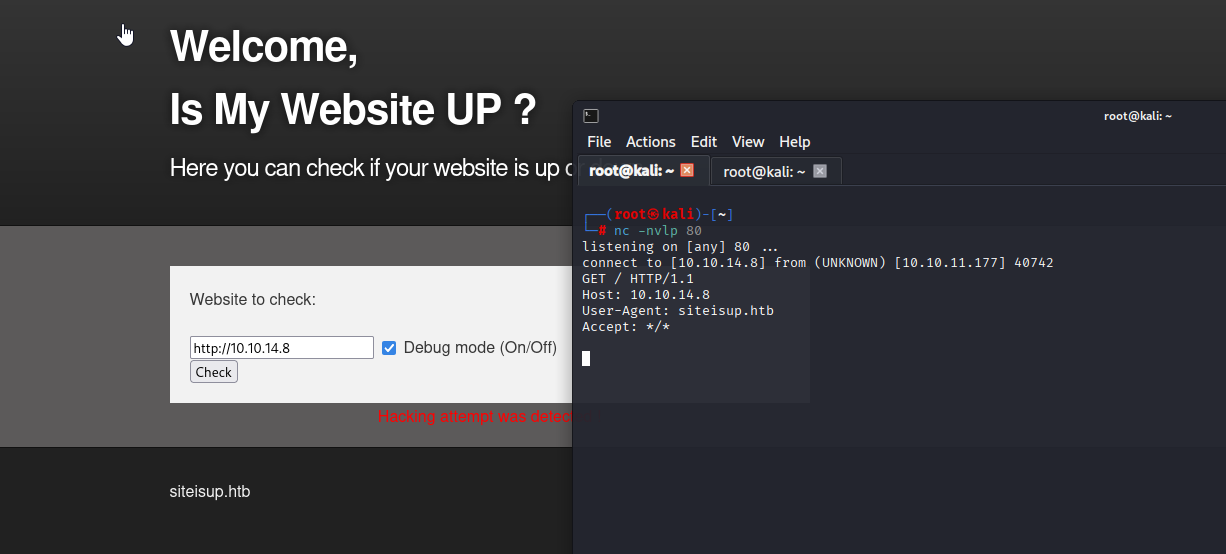 Welcome,
Is My Website UP ?
Here you can check if your website is up o
Website to check:
http://10.10.14.8 Debug mode (On/Off)
Check
Hacking attempt was detec
siteisup.htb
root@kali: ~
File Actions Edit View Help
root@kali: ~ root@kali: ~
┌──(root㉿kali)-[~]
└─# nc -nvlp 80
listening on [any] 80 ...
connect to [10.10.14.8] from (UNKNOWN) [10.10.11.177] 40742
GET / HTTP/1.1
Host: 10.10.14.8
User-Agent: siteisup.htb
Accept: */*